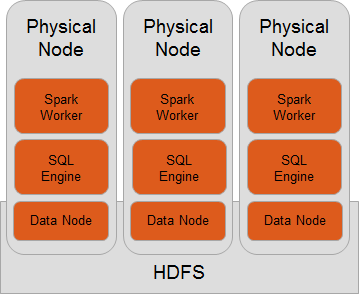 Physical
Node
Spark
Worker
SQL
Engine
Data Node
Physical
Node
Spark
Worker
SQL
Engine
Data Node
Physical
Node
Spark
Worker
SQL
Engine
Data Node
HDFS